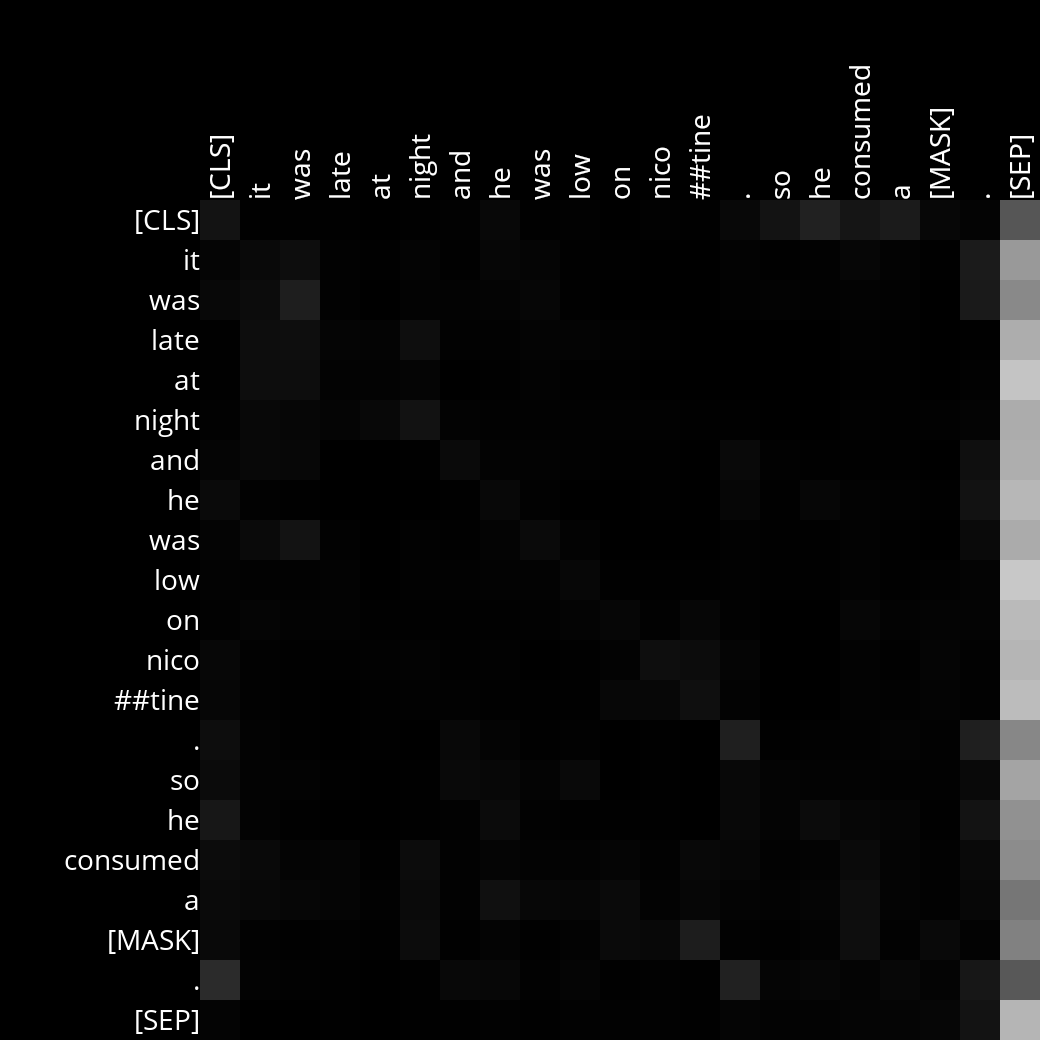 [CLS] it was late at night and he was low on nico ##tine . so he consumed a [MASK] . [SEP]
[CLS]
it
was
late
at
night
and
he
was
low
on
nico
##tine
.
so
he
consumed
a
[MASK]
.
[SEP]